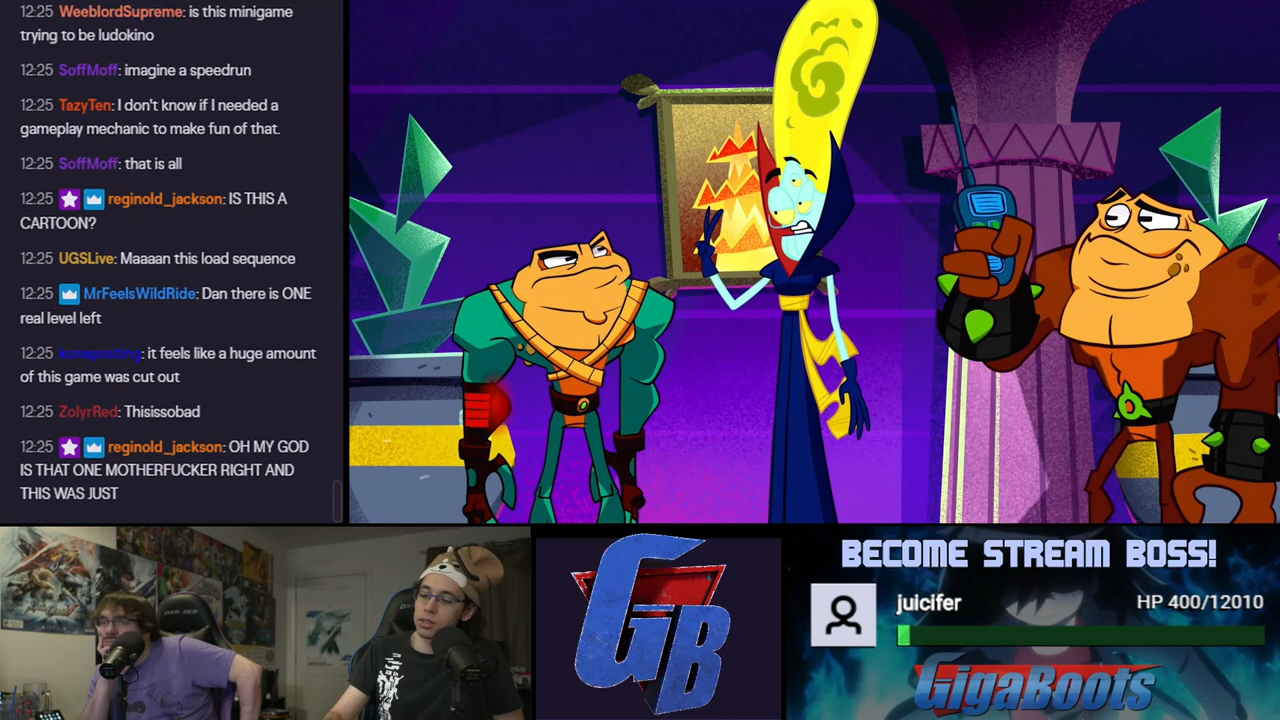 12:25 WeeblordSupreme: is this minigame
trying to be ludokino
12:25 SoffMoff: imagine a speedrun
12:25 TazyTen: I don't know if I needed a
gameplay mechanic to make fun of that.
12:25 SoffMoff: that is all
12:25 reginold_jackson: IS THIS A
CARTOON?
12:25 UGSLive: Maaaan this load sequence
12:25 MrFeelsWildRide: Dan there is ONE
real level left
12:25 koneposting: it feels like a huge amount
of this game was cut out
12:25 ZolyrRed: Thisissobad
12:25 reginold_jackson: OH MY GOD
IS THAT ONE MOTHERFUCKER RIGHT AND
THIS WAS JUST
GB
BECOME STREAM BOSS!
juicifer HP 400/12010
GigaBoots